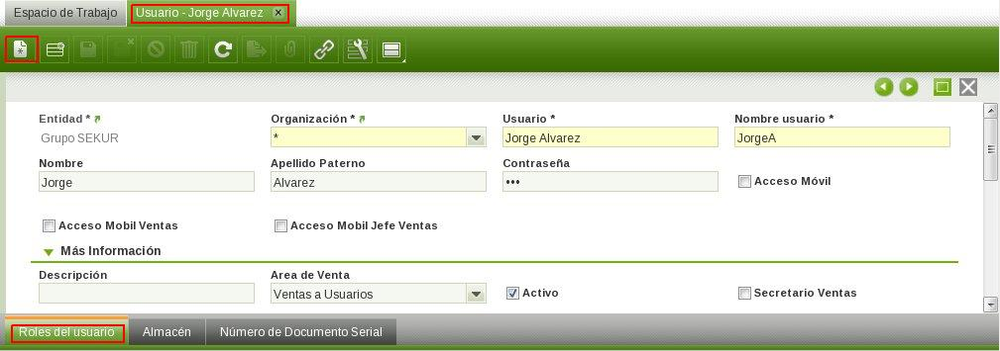 Espacio de Trabajo Usuario - Jorge Alvarez x
Entidad * Organización * Usuario * Nombre usuario *
Grupo SEKUR * Jorge Alvarez JorgeA
Nombre Apellido Paterno Contraseña
Jorge Alvarez ••• Acceso Móvil
Acceso Mobil Ventas Acceso Mobil Jefe Ventas
Más Información
Descripción Area de Venta
Ventas a Usuarios Activo Secretario Ventas
Roles del usuario Almacén Número de Documento Serial